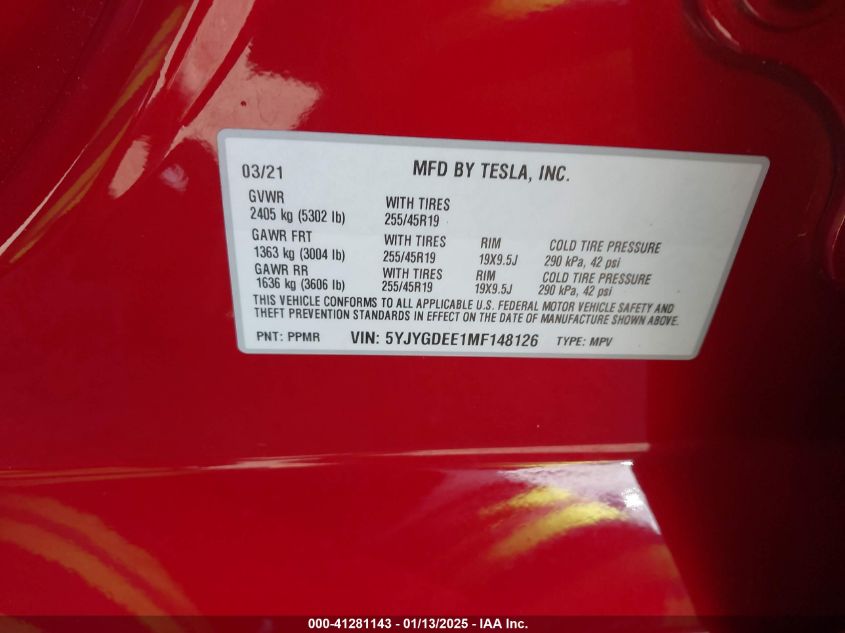 03/21 MFD BY TESLA, INC.
GVWR WITH TIRES
2405 kg (5302 lb) 255/45R19
GAWR FRT WITH TIRES RIM COLD TIRE PRESSURE
1363 kg (3004 lb) 255/45R19 19X9.5J 290 kPa, 42 psi
GAWR RR WITH TIRES RIM COLD TIRE PRESSURE
1636 kg (3606 lb) 255/45R19 19X9.5J 290 kPa, 42 psi
THIS VEHICLE CONFORMS TO ALL APPLICABLE U.S. FEDERAL MOTOR VEHICLE SAFETY AND
THEFT PREVENTION STANDARDS IN EFFECT ON THE DATE OF MANUFACTURE SHOWN ABOVE.
PNT: PPMR VIN: 5YJYGDEE1MF148126 TYPE: MPV
000-41281143 - 01/13/2025 - IAA Inc.